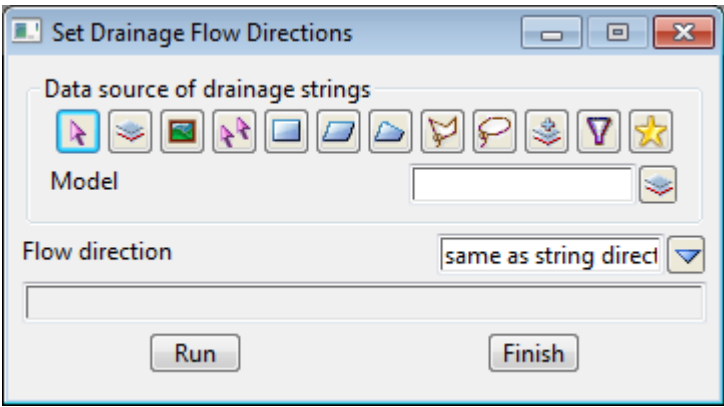 Set Drainage Flow Directions
Data source of drainage strings
Model
Flow direction
same as string direct
Run
Finish